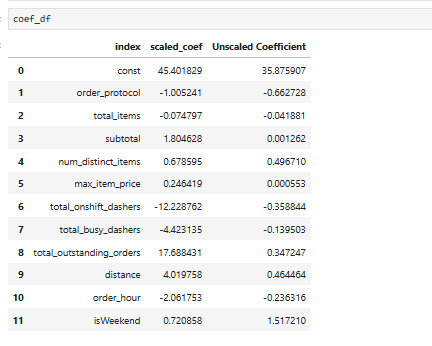 coef_df
index scaled_coef Unscaled Coefficient
0 const 45.401829 35.875907
1 order_protocol -1.005241 -0.662728
2 total_items -0.074797 -0.041881
3 subtotal 1.804628 0.001262
4 num_distinct_items 0.678595 0.496710
5 max_item_price 0.246419 0.000553
6 total_onshift_dashers -12.228762 -0.358844
7 total_busy_dashers -4.423135 -0.139503
8 total_outstanding_orders 17.688431 0.347247
9 distance 4.019758 0.464464
10 order_hour -2.061753 -0.236316
11 isWeekend 0.720858 1.517210